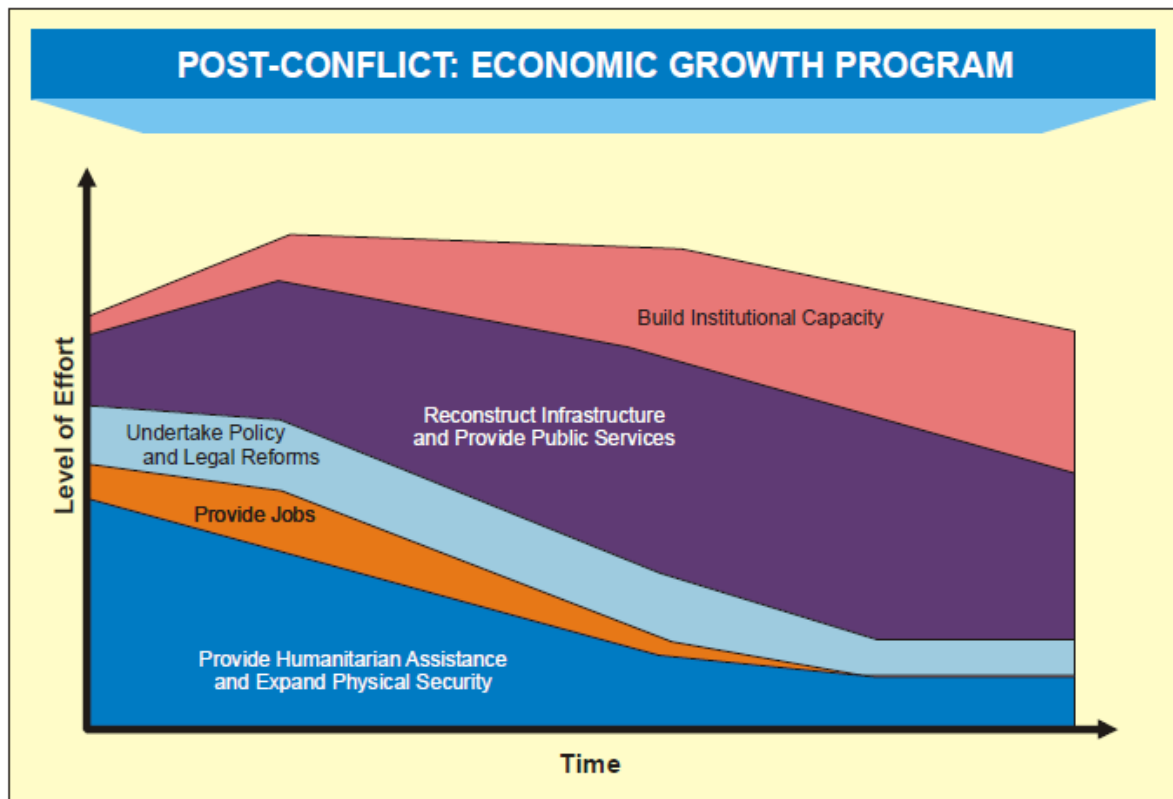 POST-CONFLICT: ECONOMIC GROWTH PROGRAM
Level of Effort
Build Institutional Capacity
Reconstruct Infrastructure
and Provide Public Services
Undertake Policy
and Legal Reforms
Provide Jobs
Provide Humanitarian Assistance
and Expand Physical Security
Time